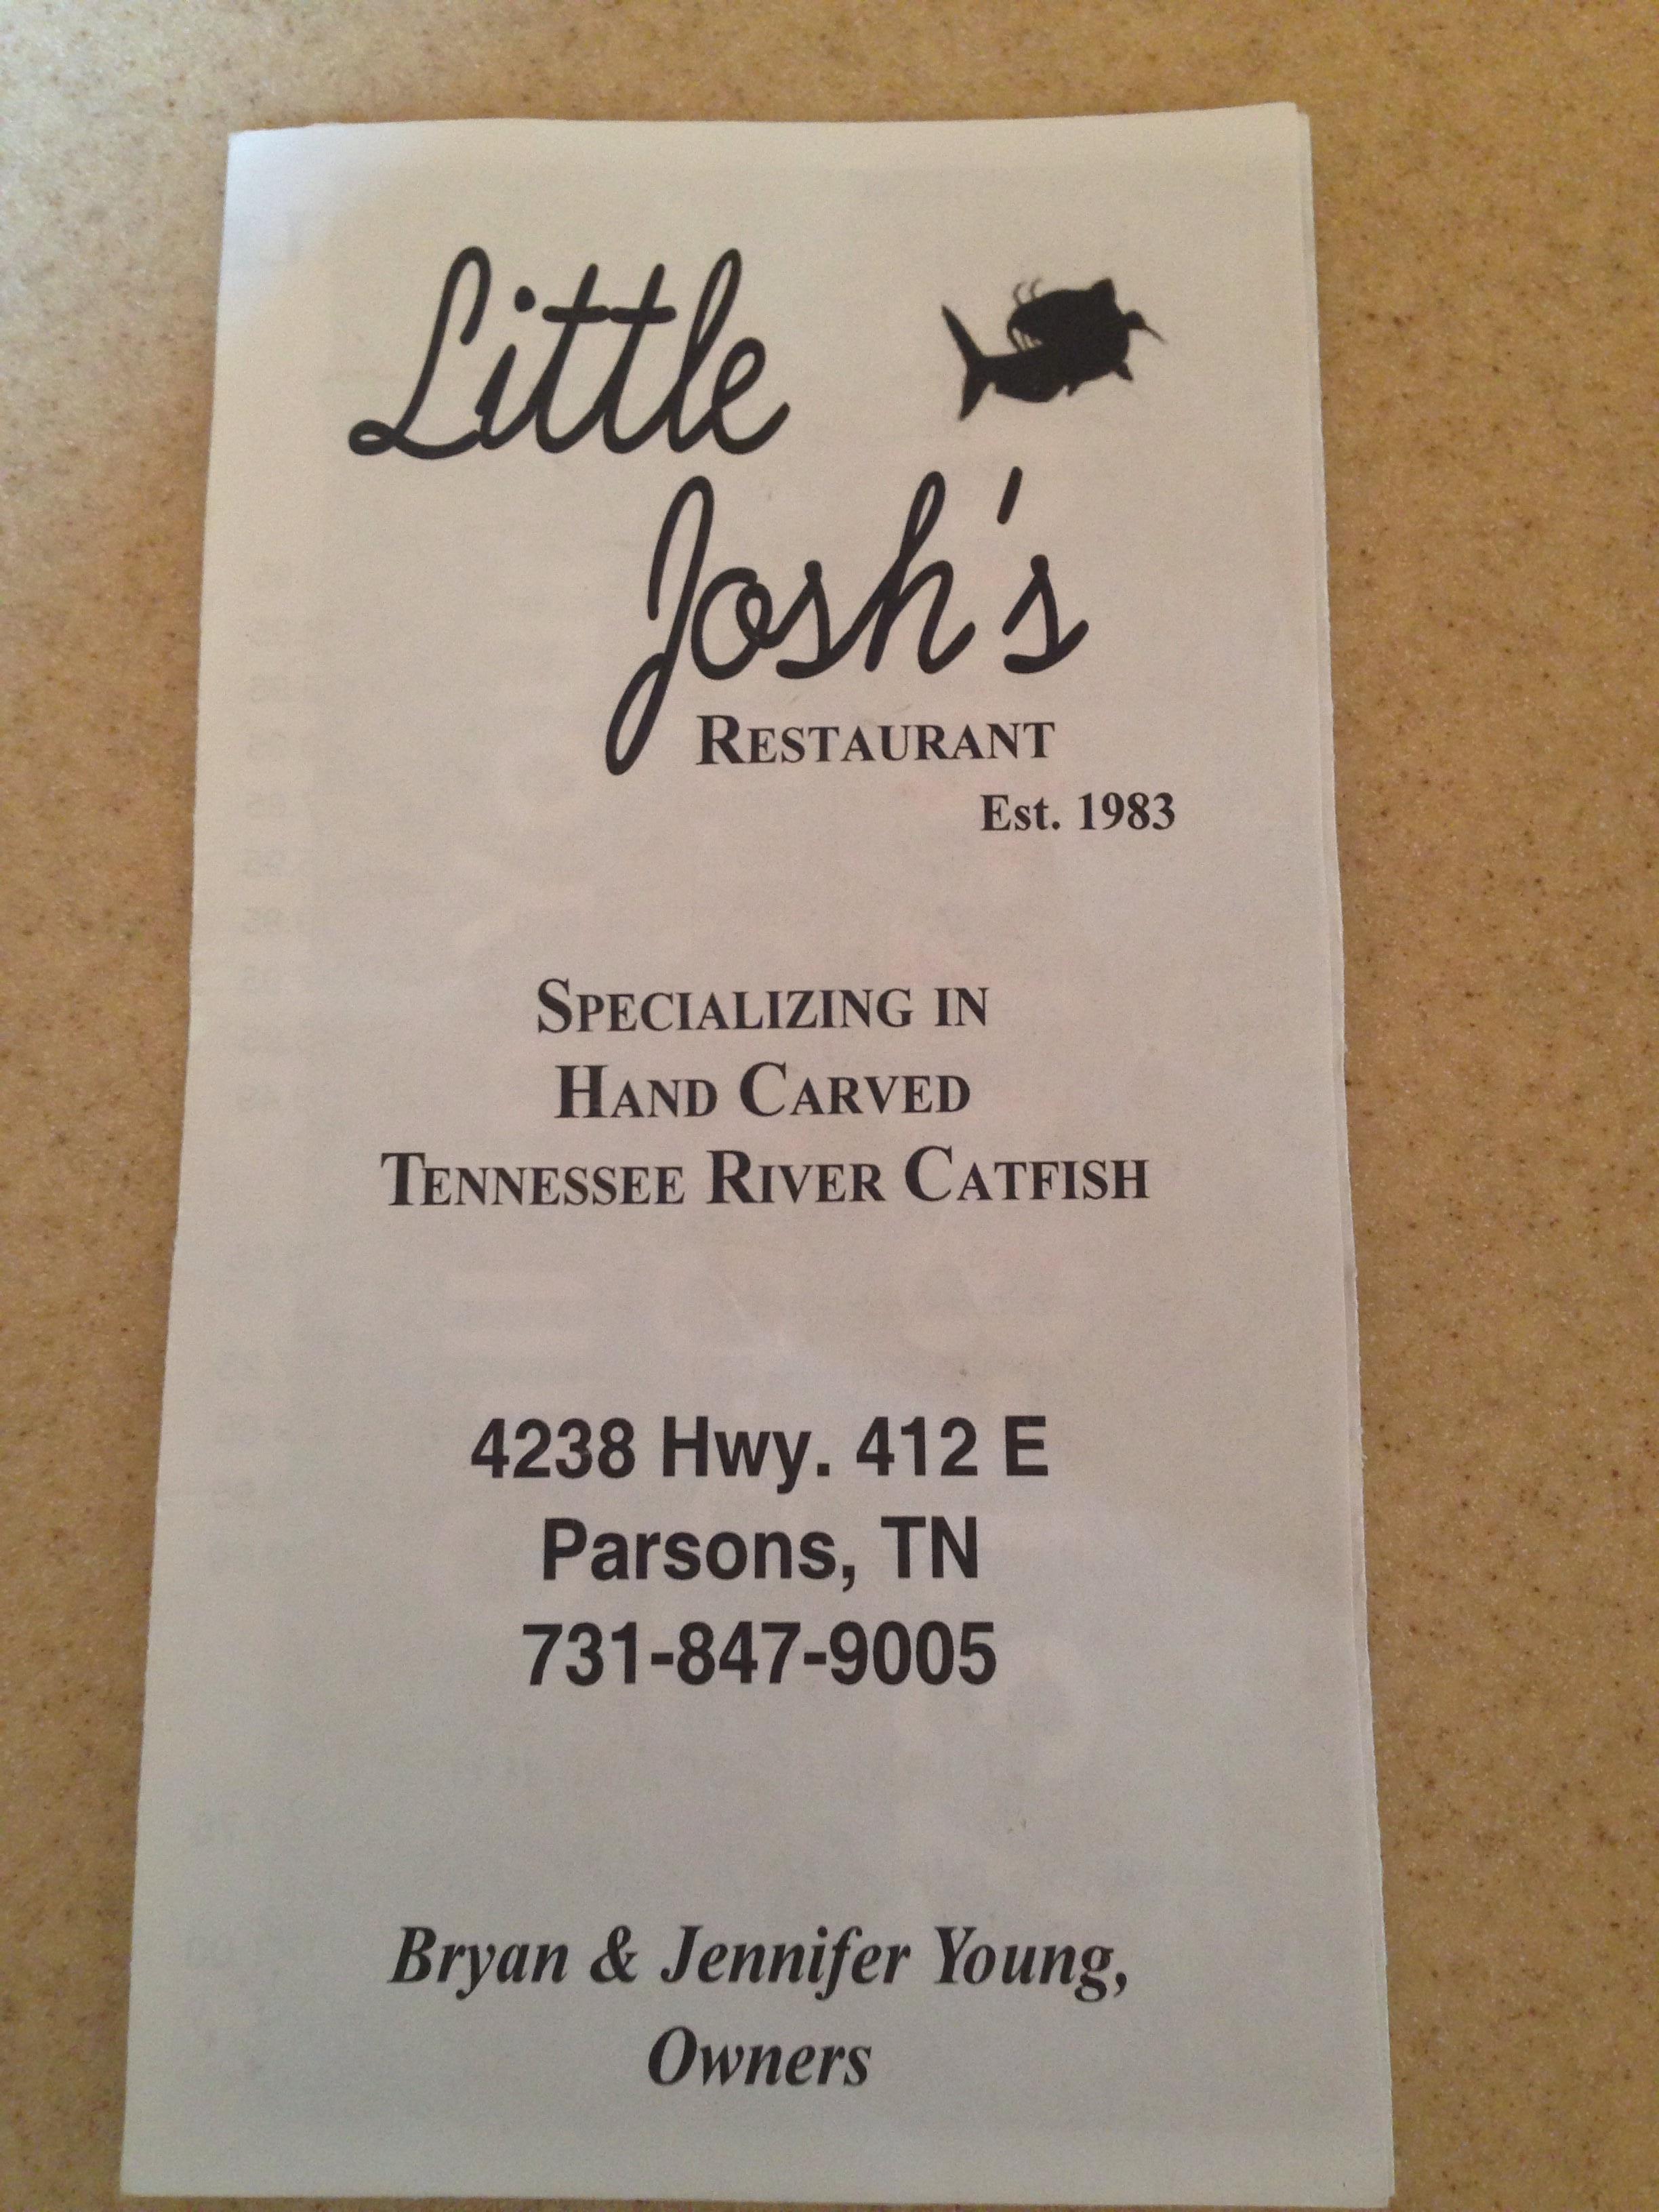 Little
Josh's
RESTAURANT
Est. 1983
SPECIALIZING IN
HAND CARVED
TENNESSEE RIVER CATFISH
4238 Hwy. 412 E
Parsons, TN
731-847-9005
Bryan & Jennifer Young,
Owners